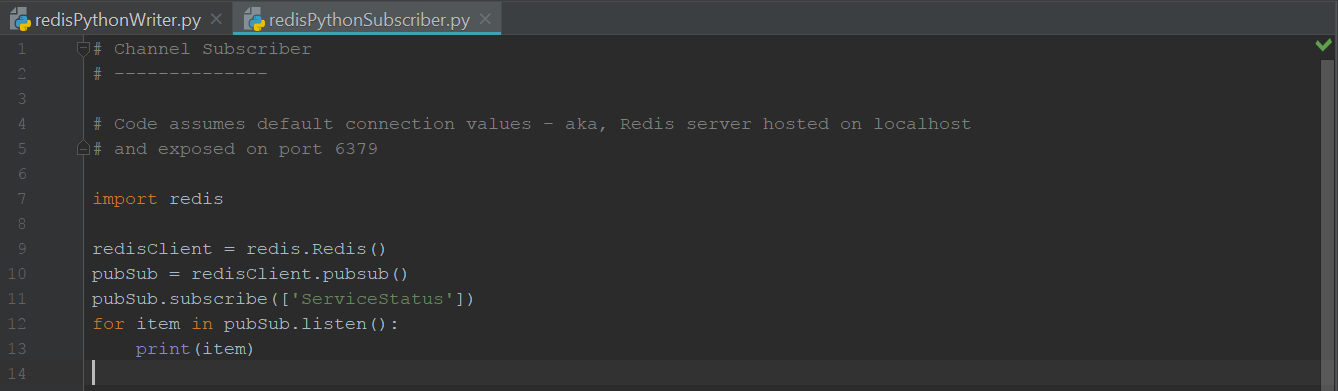 redisPythonWriter.py redisPythonSubscriber.py
1 # Channel Subscriber
2 # --------------
3
4 # Code assumes default connection values - aka, Redis server hosted on localhost
5 # and exposed on port 6379
6
7 import redis
8
9 redisClient = redis.Redis()
10 pubSub = redisClient.pubsub()
11 pubSub.subscribe(['ServiceStatus'])
12 for item in pubSub.listen():
13     print(item)
14